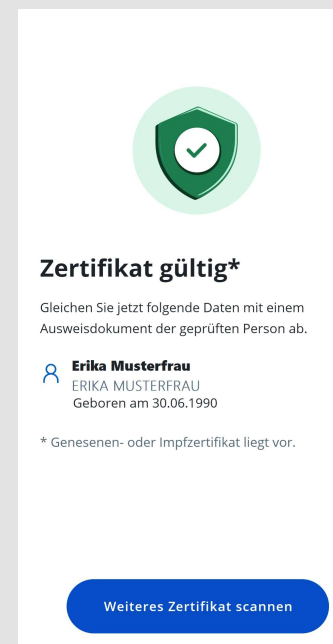 Zertifikat gültig*
Gleichen Sie jetzt folgende Daten mit einem
Ausweisdokument der geprüften Person ab.
Erika Musterfrau
ERIKA MUSTERFRAU
Geboren am 30.06.1990
* Genesenen- oder Impfzertifikat liegt vor.
Weiteres Zertifikat scannen